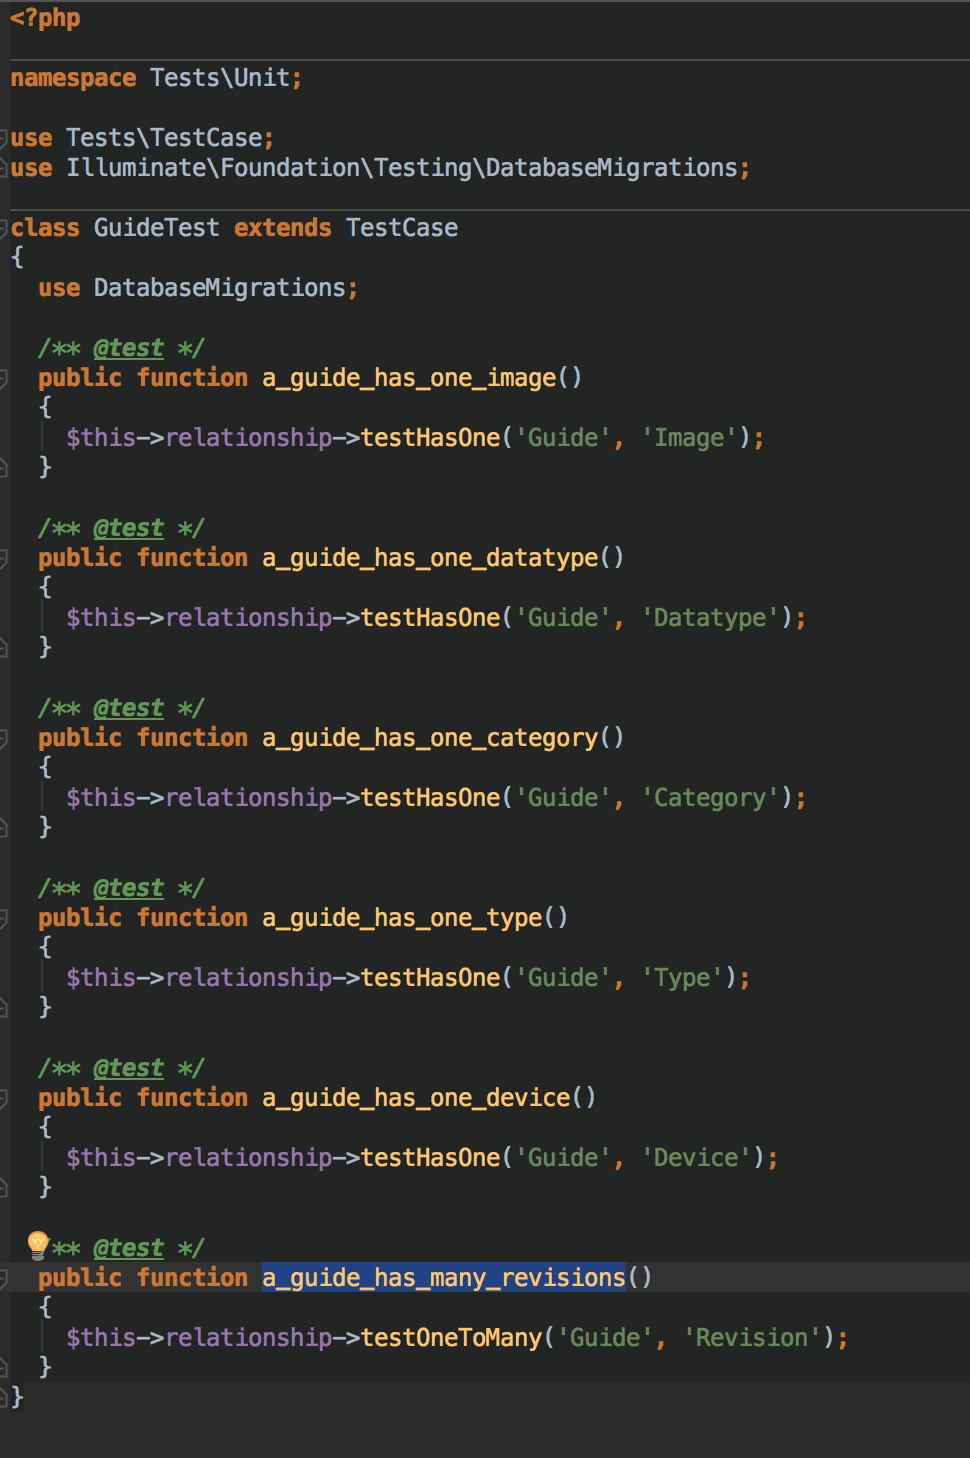 <?php
namespace Tests\Unit;
use Tests\TestCase;
use Illuminate\Foundation\Testing\DatabaseMigrations;
class GuideTest extends TestCase
{
use DatabaseMigrations;
/** @test */
public function a_guide_has_one_image()
{
$this->relationship->testHasOne('Guide', 'Image');
}
/** @test */
public function a_guide_has_one_datatype()
{
$this->relationship->testHasOne('Guide', 'Datatype');
}
/** @test */
public function a_guide_has_one_category()
{
$this->relationship->testHasOne('Guide', 'Category');
}
/** @test */
public function a_guide_has_one_type()
{
$this->relationship->testHasOne('Guide', 'Type');
}
/** @test */
public function a_guide_has_one_device()
{
$this->relationship->testHasOne('Guide', 'Device');
}
/** @test */
public function a_guide_has_many_revisions()
{
$this->relationship->testOneToMany('Guide', 'Revision');
}
}